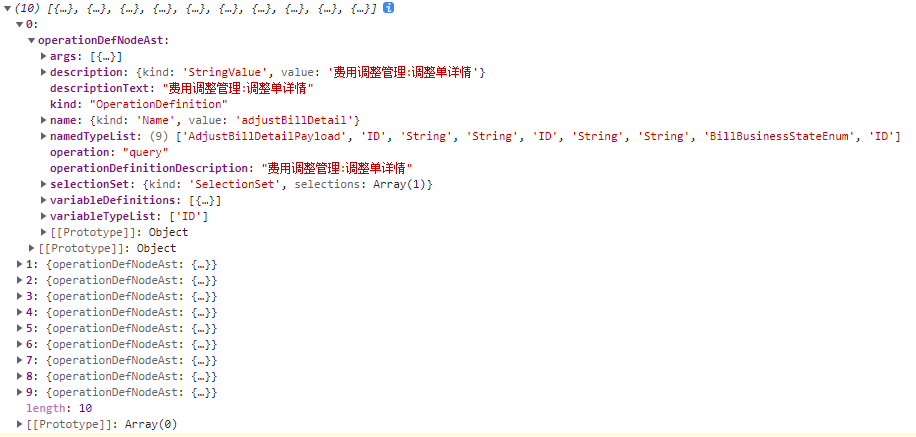 (10) [{…}, {…}, {…}, {…}, {…}, {…}, {…}, {…}, {…}, {…}] i
0:
operationDefNodeAst:
args: [{…}]
description: {kind: 'StringValue', value: '费用调整管理:调整单详情'}
descriptionText: "费用调整管理:调整单详情"
kind: "OperationDefinition"
name: {kind: 'Name', value: 'adjustBillDetail'}
namedTypeList: (9) ['AdjustBillDetailPayload', 'ID', 'String', 'String', 'ID', 'String', 'String', 'BillBusinessStateEnum', 'ID']
operation: "query"
operationDefinitionDescription: "费用调整管理:调整单详情"
selectionSet: {kind: 'SelectionSet', selections: Array(1)}
variableDefinitions: [{…}]
variableTypeList: ['ID']
[[Prototype]]: Object
[[Prototype]]: Object
1: {operationDefNodeAst: {…}}
2: {operationDefNodeAst: {…}}
3: {operationDefNodeAst: {…}}
4: {operationDefNodeAst: {…}}
5: {operationDefNodeAst: {…}}
6: {operationDefNodeAst: {…}}
7: {operationDefNodeAst: {…}}
8: {operationDefNodeAst: {…}}
9: {operationDefNodeAst: {…}}
length: 10
[[Prototype]]: Array(0)